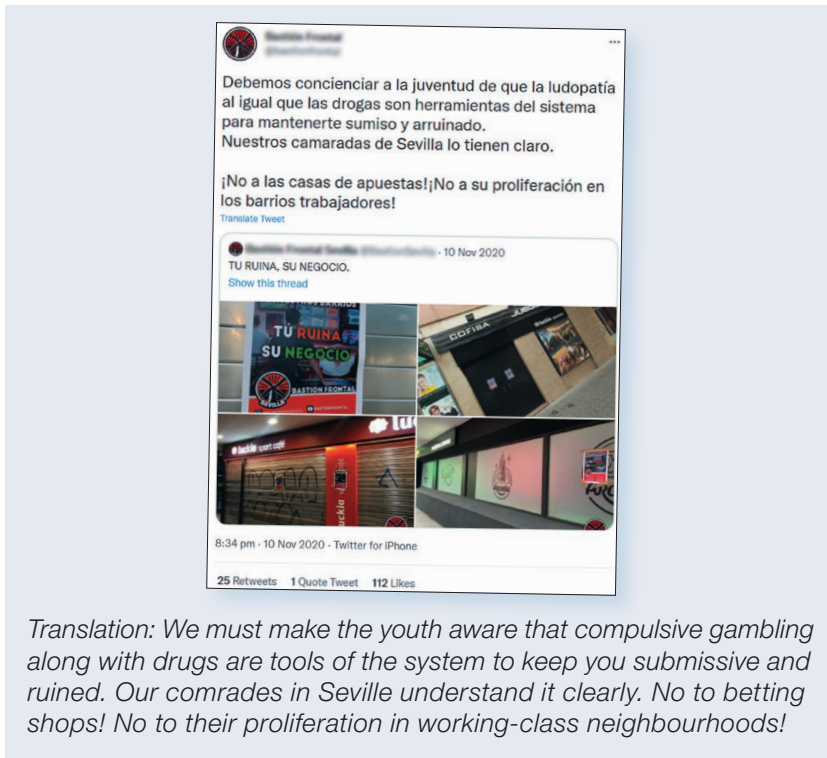 Debemos concienciar a la juventud de que la ludopatía
al igual que las drogas son herramientas del sistema
para mantenerte sumiso y arruinado.
Nuestros camaradas de Sevilla lo tienen claro.
¡No a las casas de apuestas!¡No a su proliferación en
los barrios trabajadores!
Translate Tweet
· 10 Nov 2020
TU RUINA, SU NEGOCIO.
Show this thread
BARRIOS
TÚ RUINA
SU NEGOCIO
BASTIÓN FRONTAL
SEVILLA
COFISA
luckia sport café
luckia
8:34 pm · 10 Nov 2020 · Twitter for iPhone
25 Retweets 1 Quote Tweet 112 Likes
Translation: We must make the youth aware that compulsive gambling
along with drugs are tools of the system to keep you submissive and
ruined. Our comrades in Seville understand it clearly. No to betting
shops! No to their proliferation in working-class neighbourhoods!